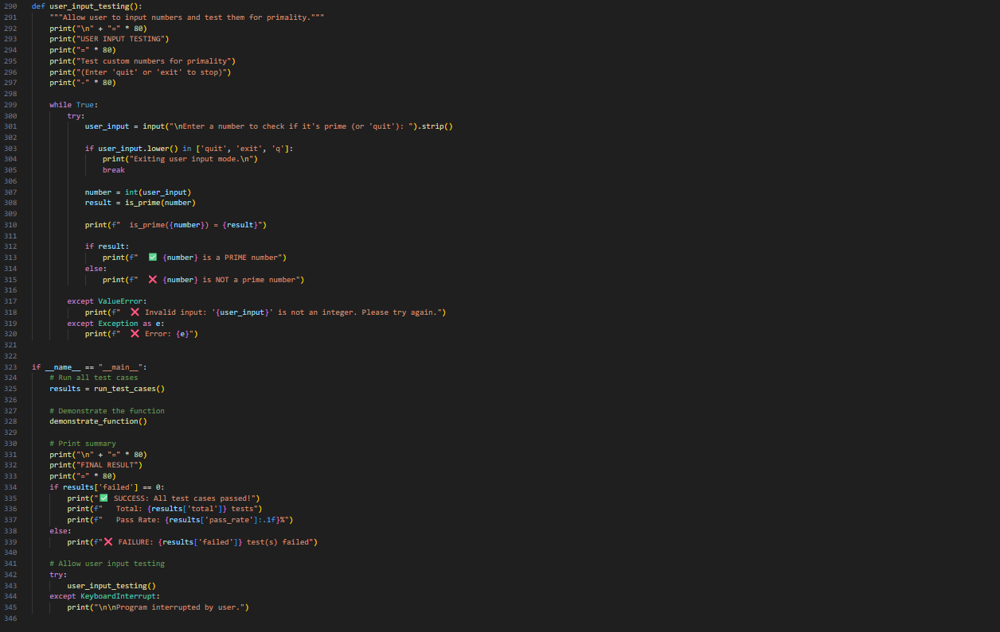 290 def user_input_testing():
291     """Allow user to input numbers and test them for primality."""
292     print("\n" + "=" * 80)
293     print("USER INPUT TESTING")
294     print("=" * 80)
295     print("Test custom numbers for primality")
296     print("(Enter 'quit' or 'exit' to stop)")
297     print("-" * 80)
298
299     while True:
300         try:
301             user_input = input("\nEnter a number to check if it's prime (or 'quit'): ").strip()
302
303             if user_input.lower() in ['quit', 'exit', 'q']:
304                 print("Exiting user input mode.\n")
305                 break
306
307             number = int(user_input)
308             result = is_prime(number)
309
310             print(f"  is_prime({number}) = {result}")
311
312             if result:
313                 print(f"  ✅ {number} is a PRIME number")
314             else:
315                 print(f"  ❌ {number} is NOT a prime number")
316
317         except ValueError:
318             print(f"  ❌ Invalid input: '{user_input}' is not an integer. Please try again.")
319         except Exception as e:
320             print(f"  ❌ Error: {e}")
321
322
323 if __name__ == "__main__":
324     # Run all test cases
325     results = run_test_cases()
326
327     # Demonstrate the function
328     demonstrate_function()
329
330     # Print summary
331     print("\n" + "=" * 80)
332     print("FINAL RESULT")
333     print("=" * 80)
334     if results['failed'] == 0:
335         print("✅ SUCCESS: All test cases passed!")
336         print(f"   Total: {results['total']} tests")
337         print(f"   Pass Rate: {results['pass_rate']:.1f}%")
338     else:
339         print(f"❌ FAILURE: {results['failed']} test(s) failed")
340
341     # Allow user input testing
342     try:
343         user_input_testing()
344     except KeyboardInterrupt:
345         print("\n\nProgram interrupted by user.")
346